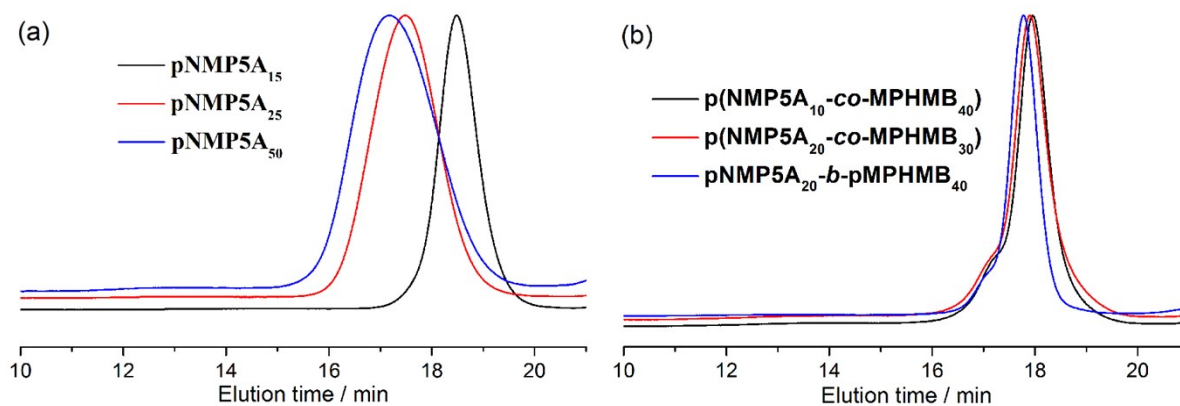 (a)
pNMP5A15
pNMP5A25
pNMP5A50
10 12 14 16 18 20
Elution time / min
(b)
p(NMP5A10-co-MPHMB40)
p(NMP5A20-co-MPHMB30)
pNMP5A20-b-pMPHMB40
10 12 14 16 18 20
Elution time / min